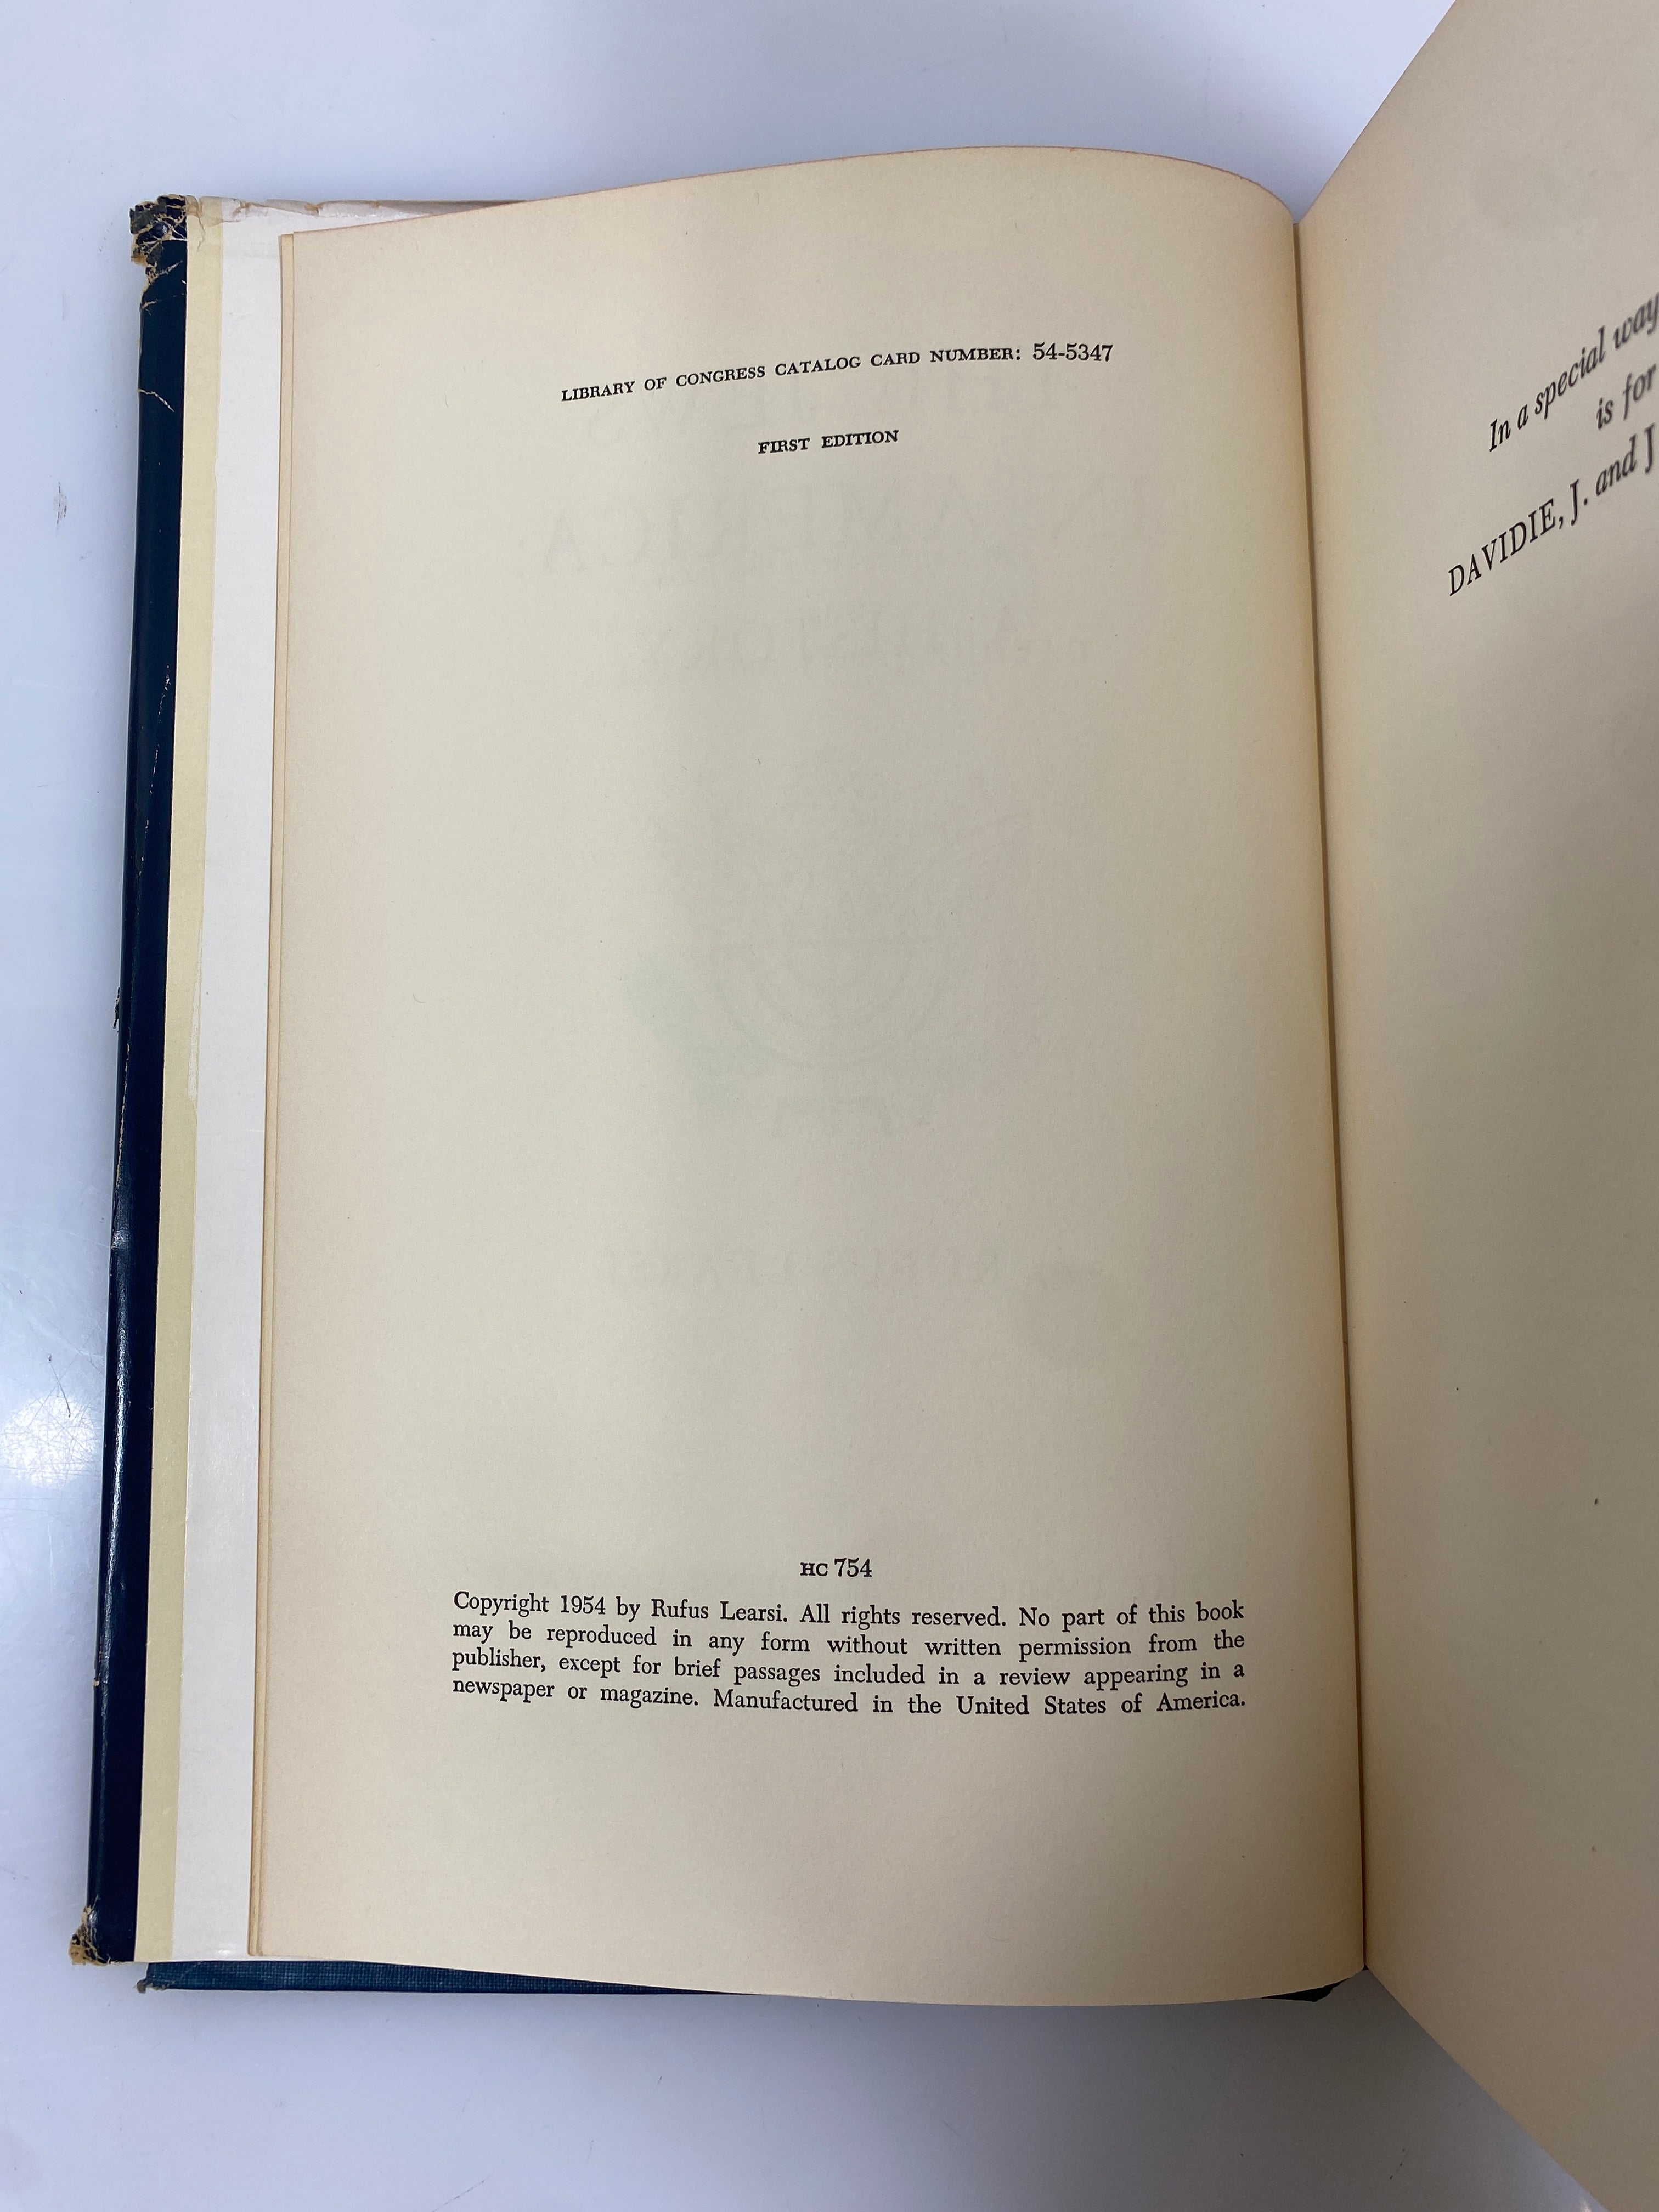 LIBRARY OF CONGRESS CATALOG CARD NUMBER: 54-5347
FIRST EDITION
HC 754
Copyright 1954 by Rufus Learsi. All rights reserved. No part of this book
may be reproduced in any form without written permission from the
publisher, except for brief passages included in a review appearing in a
newspaper or magazine. Manufactured in the United States of America.
In a special way
is for
DAVIDIE, J. and J